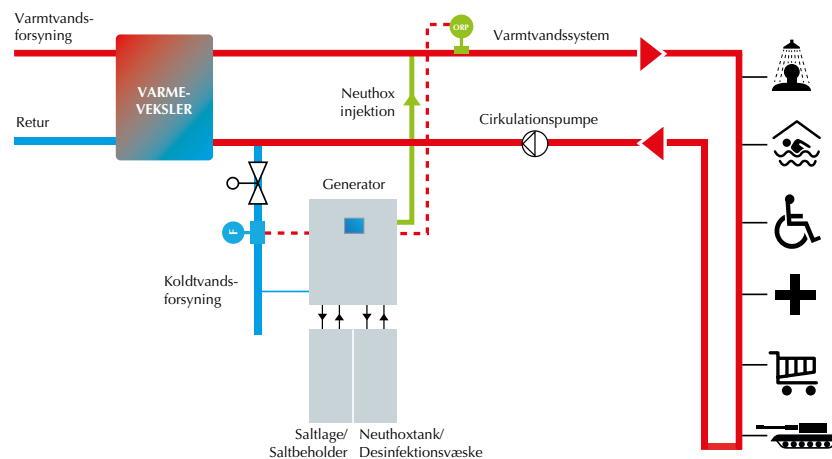 Varmtvands-
forsyning
ORP
Varmtvandssystem
VARME-
VEKSLER
Neuthox
injektion
Retur
Cirkulationspumpe
Generator
F
Koldtvands-
forsyning
Saltlage/
Saltbeholder
Neuthoxtank/
Desinfektionsvæske